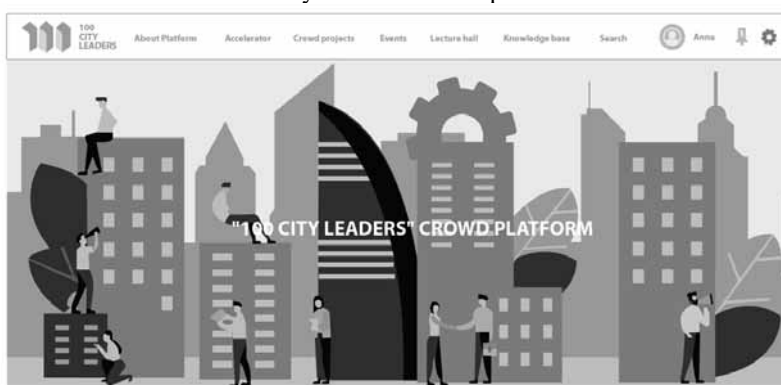 100
CITY
LEADERS
About Platform Accelerator Crowd projects Events Lecture hall Knowledge base Search Anna
"100 CITY LEADERS" CROWD PLATFORM